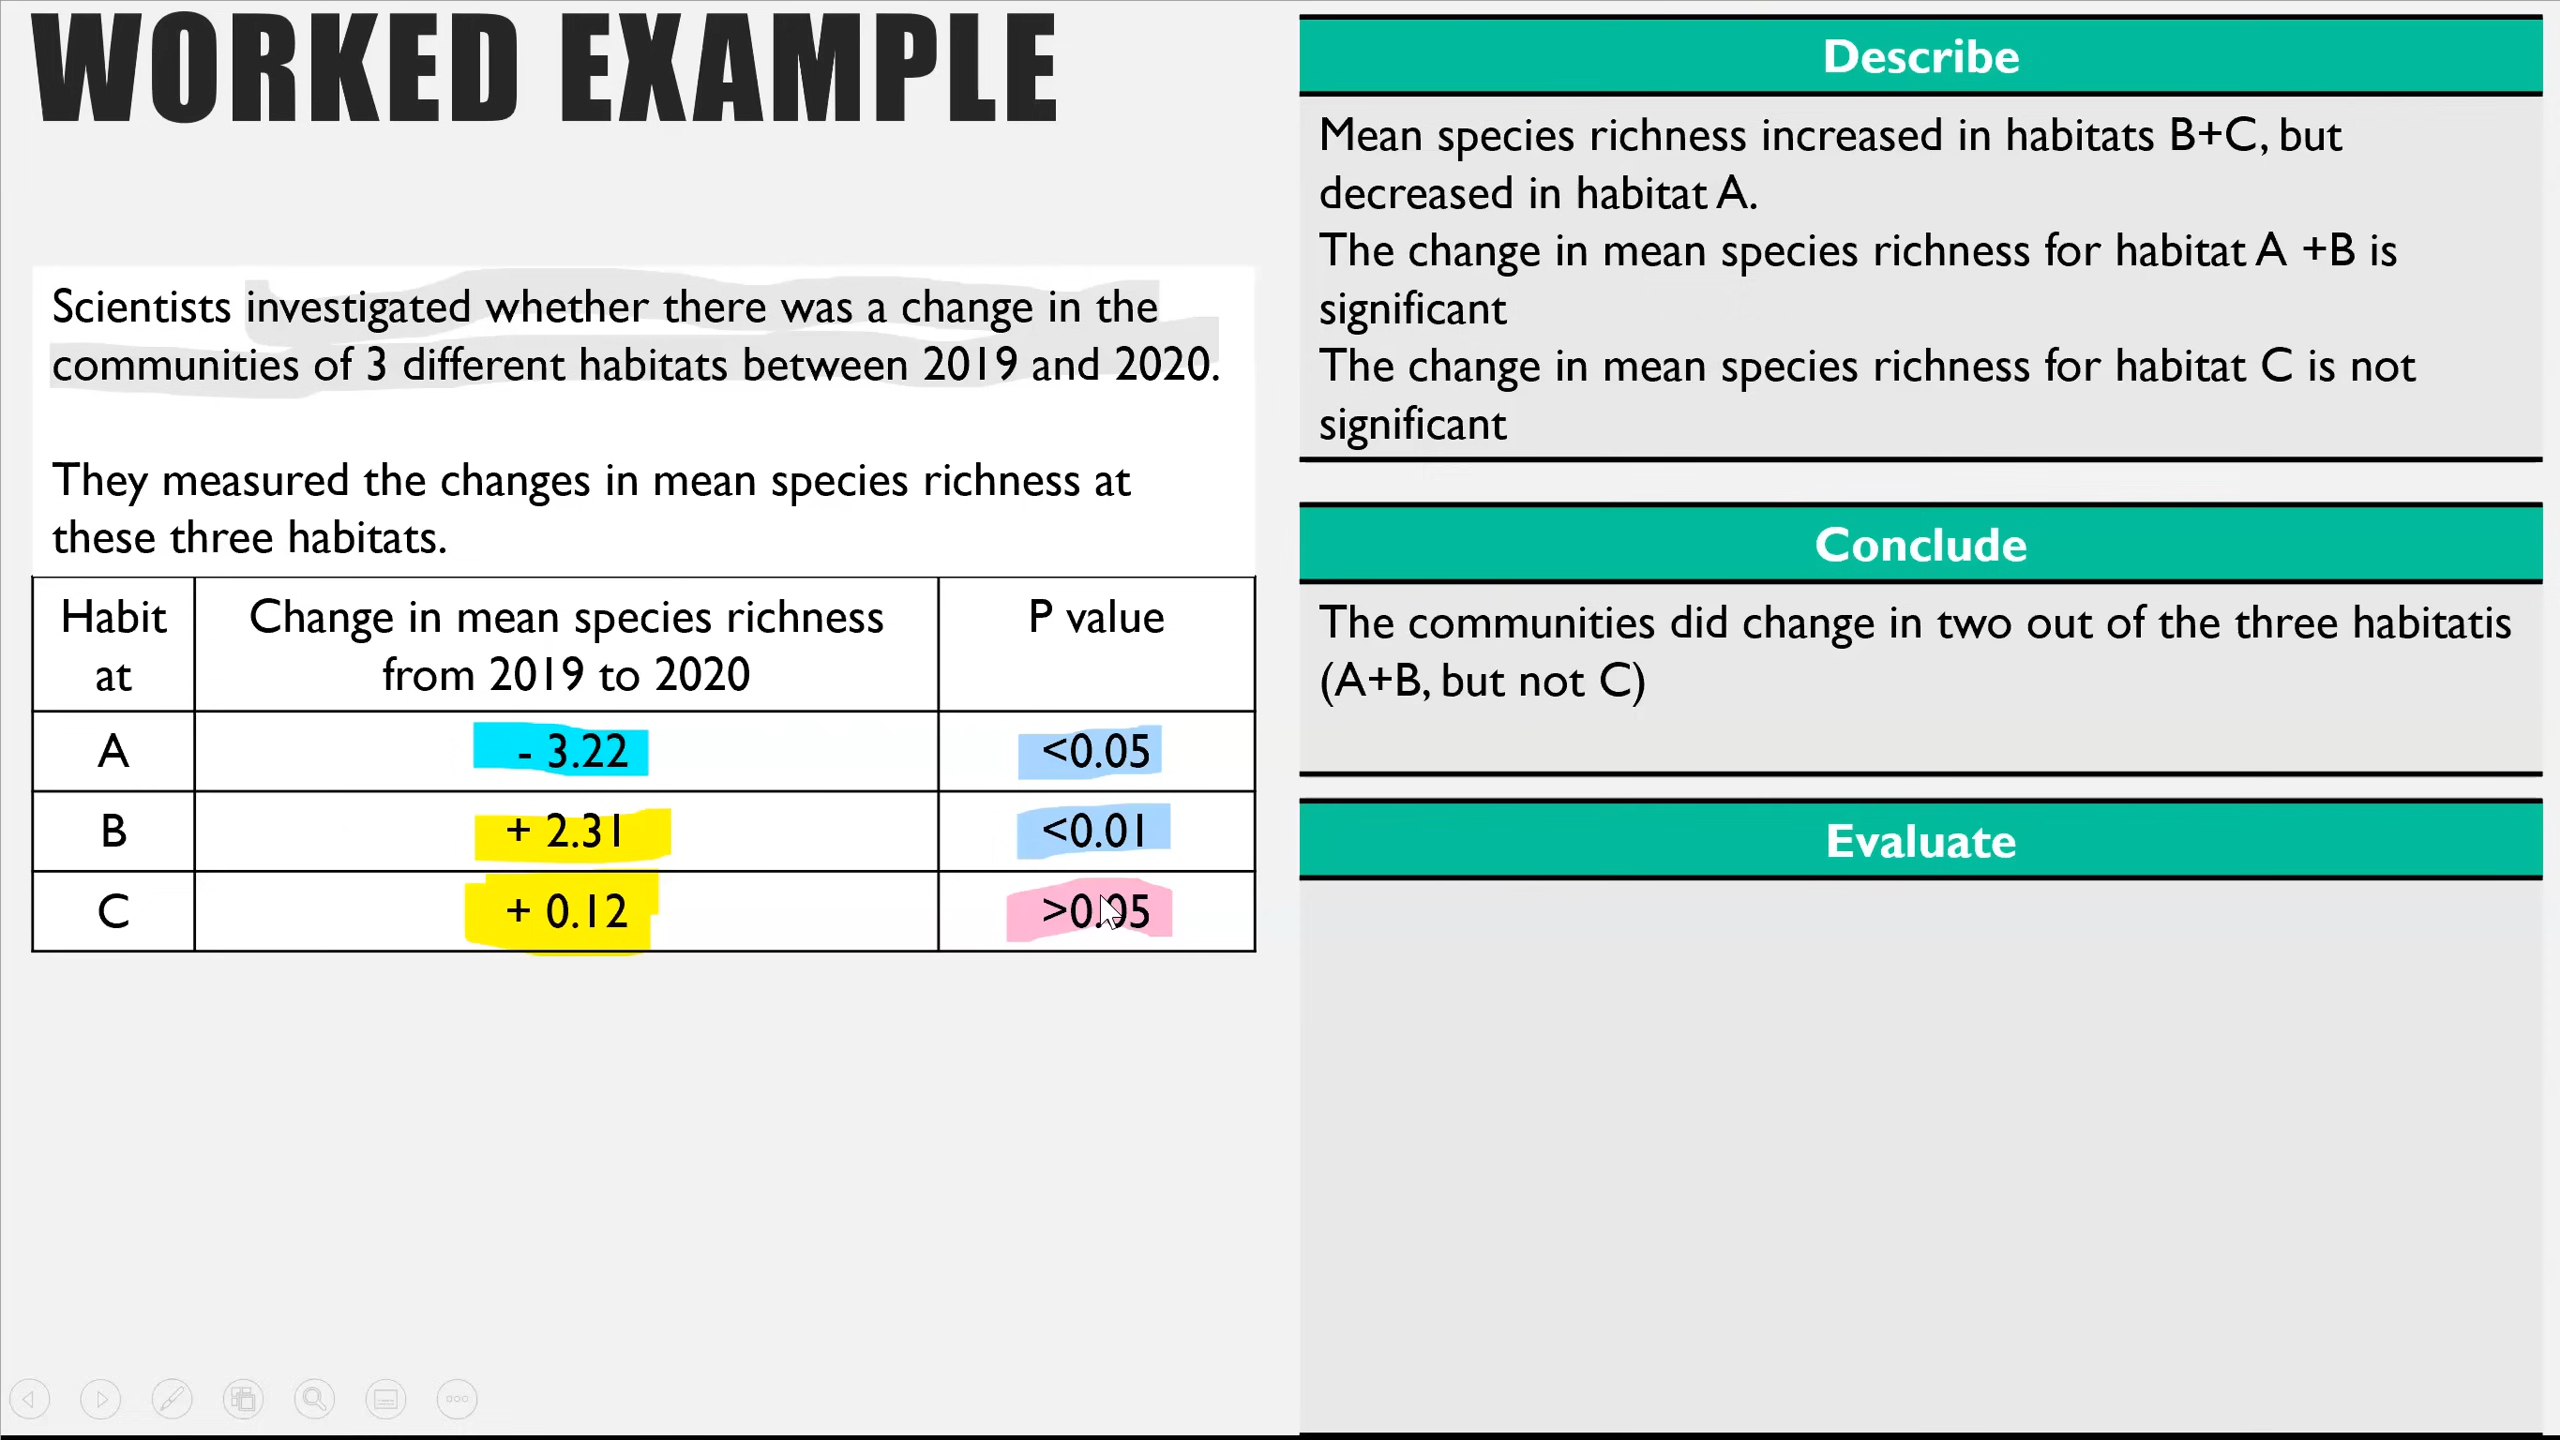 WORKED EXAMPLE
Scientists investigated whether there was a change in the
communities of 3 different habitats between 2019 and 2020.
They measured the changes in mean species richness at
these three habitats.
Habit
at
Change in mean species richness
from 2019 to 2020
P value
A
- 3.22
<0.05
B
+ 2.31
<0.01
C
+ 0.12
>0.05
Describe
Mean species richness increased in habitats B+C, but
decreased in habitat A.
The change in mean species richness for habitat A +B is
significant
The change in mean species richness for habitat C is not
significant
Conclude
The communities did change in two out of the three habitatis
(A+B, but not C)
Evaluate